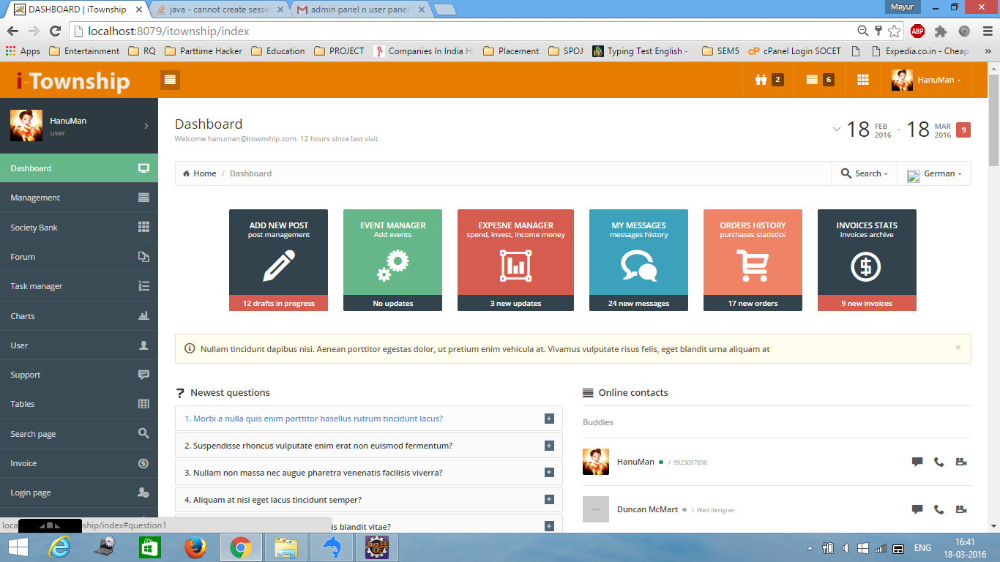 DASHBOARD | iTownship
java - cannot create sessio
admin panel n user panel
Mayur
localhost:8079/itownship/index
ABP
Apps Entertainment RQ Parttime Hacker Education PROJECT Companies In India H Placement SPOJ Typing Test English - SEM5 cPanel Login SOCET Expedia.co.in - Cheap »
i-Township
2
6
HanuMan
HanuMan
user
Dashboard
Management
Society Bank
Forum
Task manager
Charts
User
Support
Tables
Search page
Invoice
Login page
Dashboard
Welcome hanuman@itownship.com. 12 hours since last visit
18 FEB 2016 - 18 MAR 2016 9
Home / Dashboard
Search
German
ADD NEW POST
post management
12 drafts in progress
EVENT MANAGER
Add events
No updates
EXPESNE MANAGER
spend, invest, income money
3 new updates
MY MESSAGES
messages history
24 new messages
ORDERS HISTORY
purchases statistics
17 new orders
INVOICES STATS
invoices archive
9 new invoices
Nullam tincidunt dapibus nisi. Aenean porttitor egestas dolor, ut pretium enim vehicula at. Vivamus vulputate risus felis, eget blandit urna aliquam at
Newest questions
1. Morbi a nulla quis enim porttitor hasellus rutrum tincidunt lacus?
2. Suspendisse rhoncus vulputate enim erat non euismod fermentum?
3. Nullam non massa nec augue pharetra venenatis facilisis viverra?
4. Aliquam at nisi eget lacus tincidunt semper?
is blandit vitae?
Online contacts
Buddies
HanuMan / 9923097890
Duncan McMart / Wed designer
loca ship/index#question1
Java EE
IDE
ENG
16:41
18-03-2016